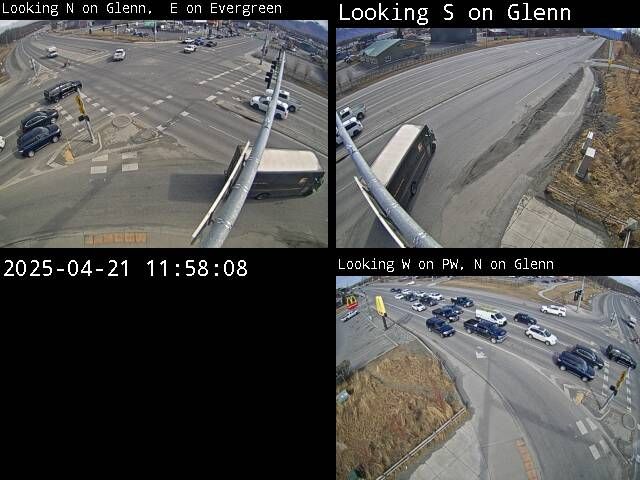 Looking N on Glenn, E on Evergreen
Looking S on Glenn
2025-04-21 11:58:08
Looking W on PW, N on Glenn